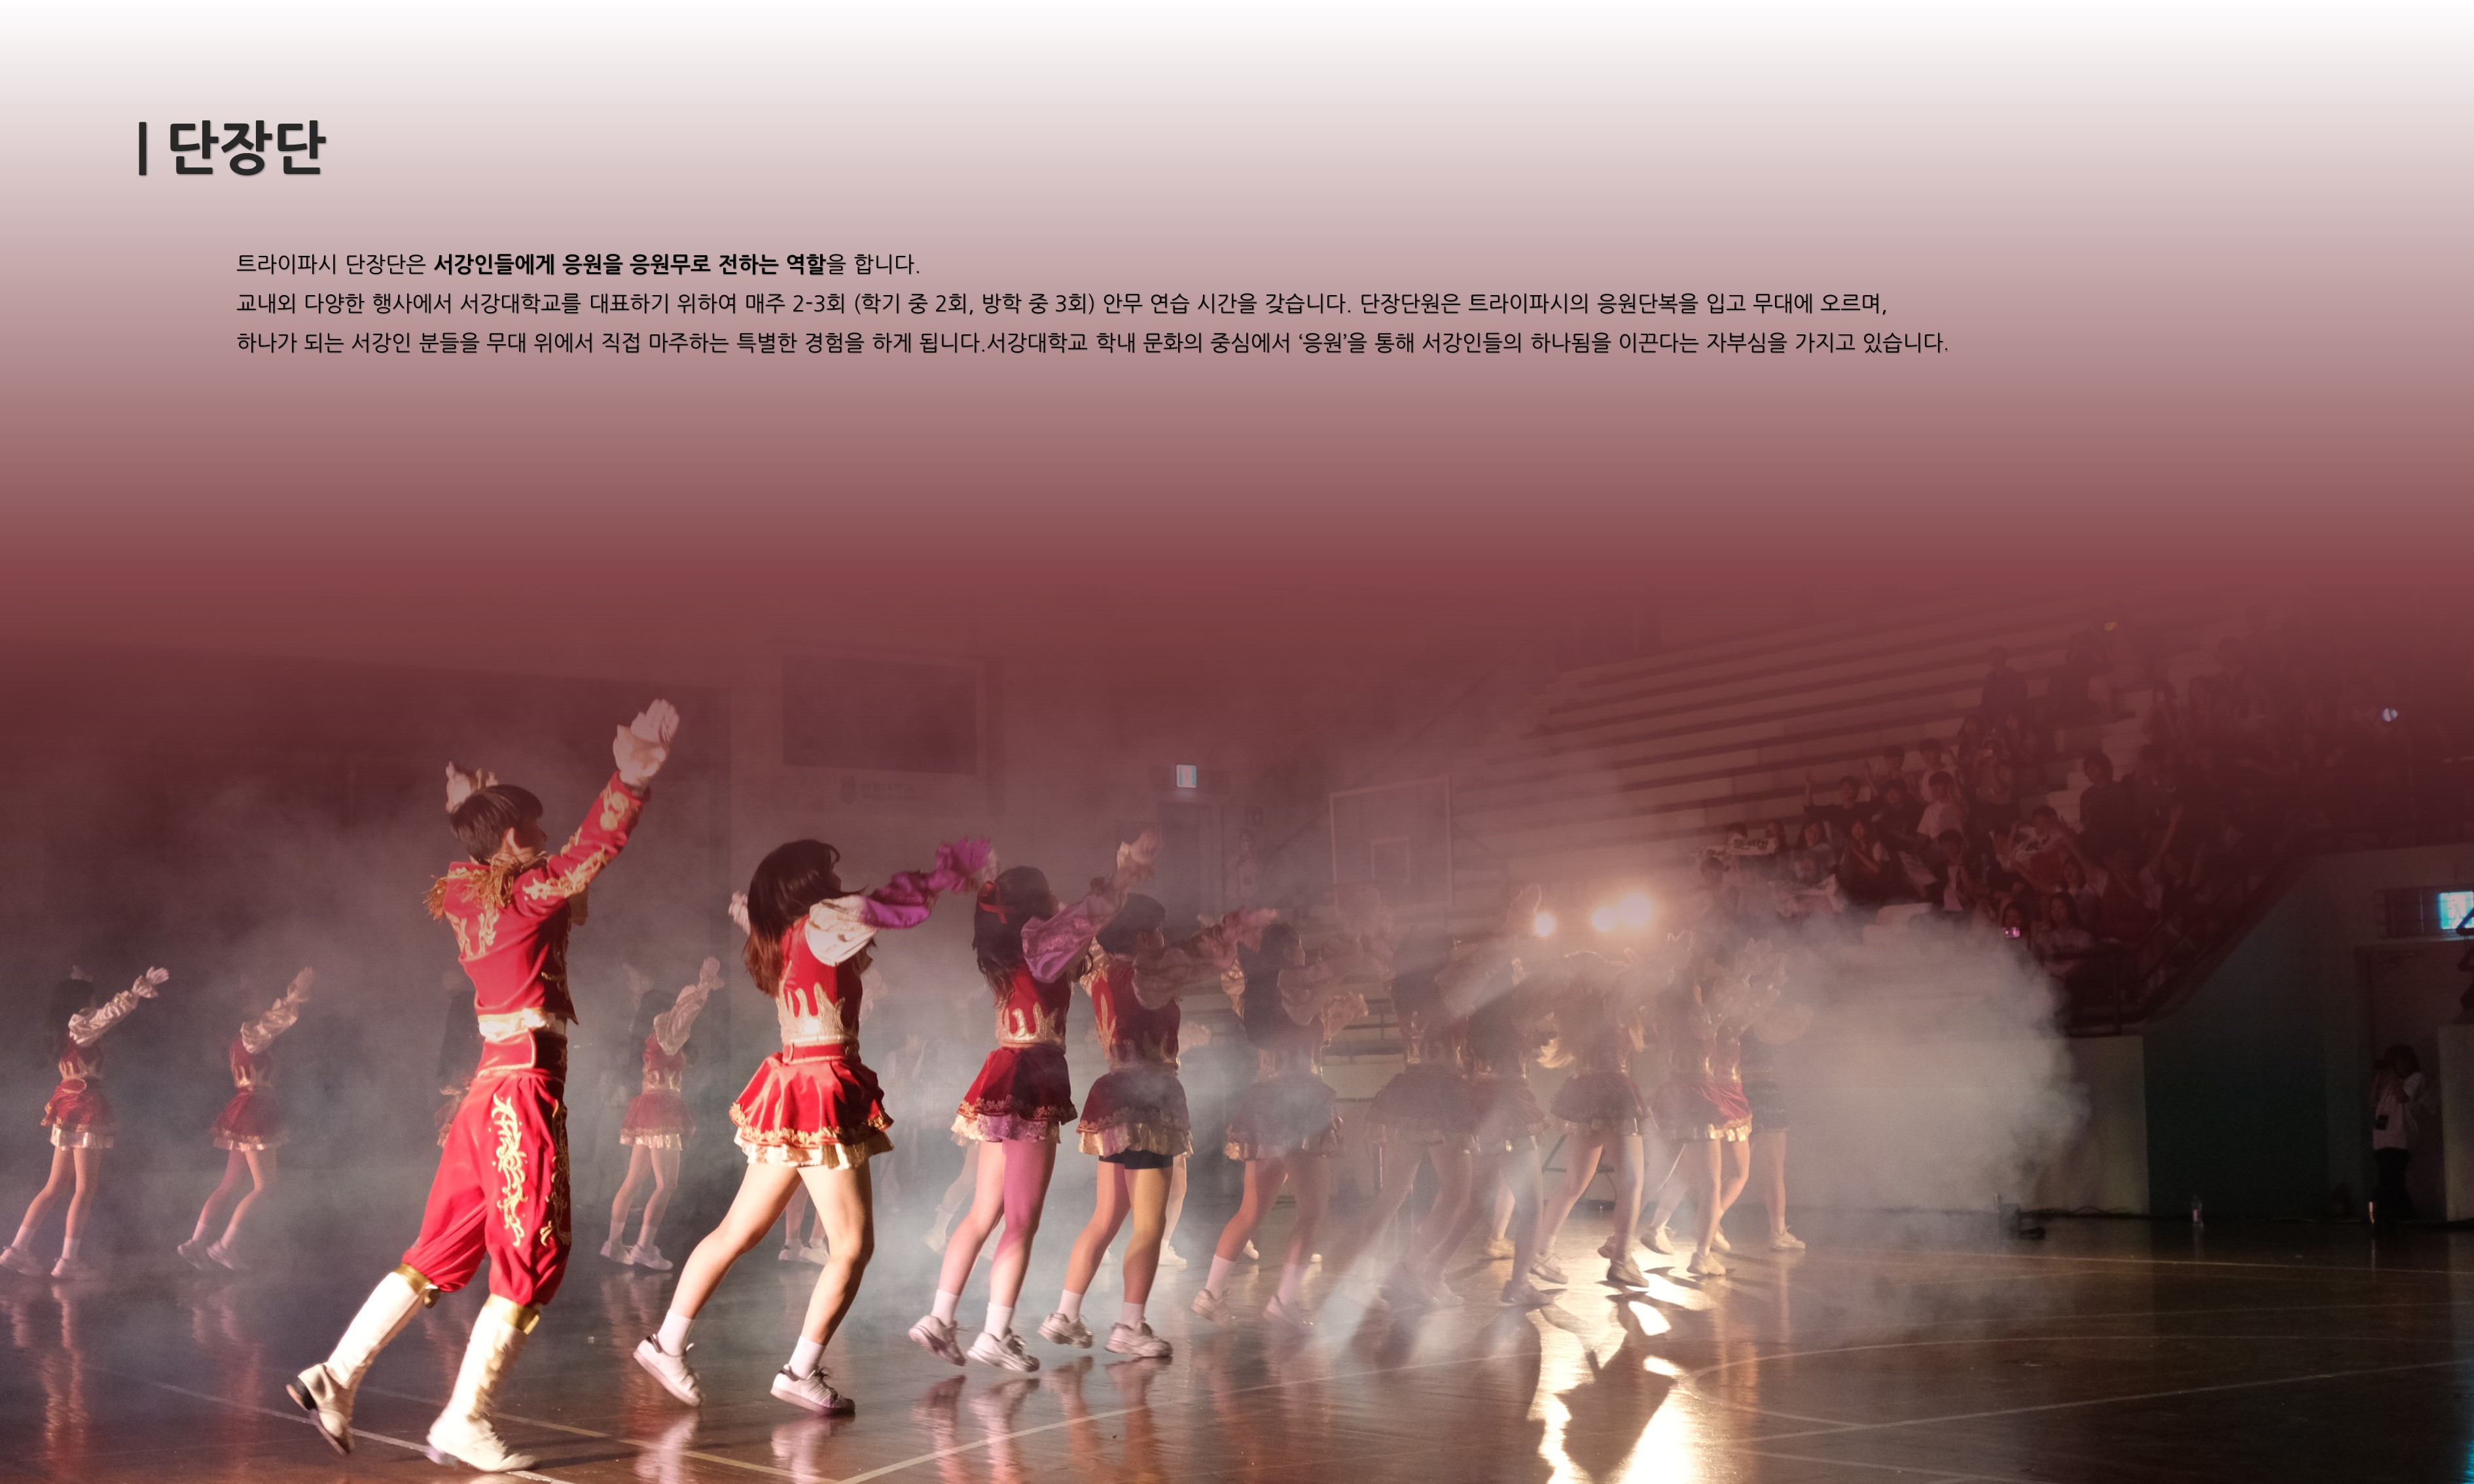 | 단장단
트라이파시 단장단은 서강인들에게 응원을 응원무로 전하는 역할을 합니다.
교내외 다양한 행사에서 서강대학교를 대표하기 위하여 매주 2-3회 (학기 중 2회, 방학 중 3회) 안무 연습 시간을 갖습니다. 단장단원은 트라이파시의 응원단복을 입고 무대에 오르며,
하나가 되는 서강인 분들을 무대 위에서 직접 마주하는 특별한 경험을 하게 됩니다.서강대학교 학내 문화의 중심에서 ‘응원’을 통해 서강인들의 하나됨을 이끈다는 자부심을 가지고 있습니다.